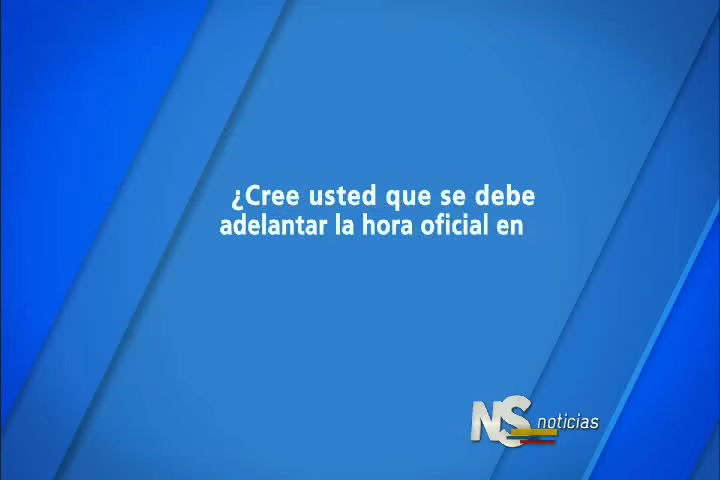 ¿Cree usted que se debe
adelantar la hora oficial en
NS noticias